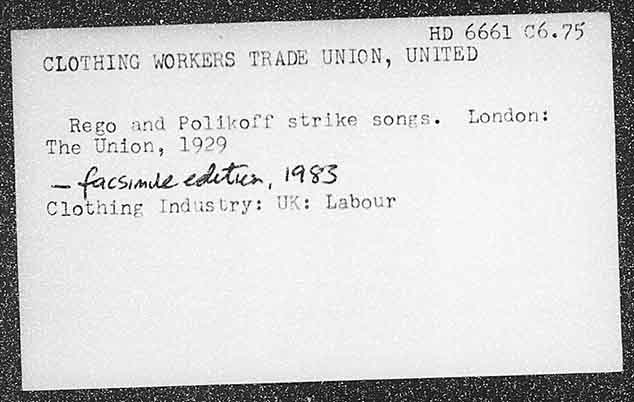 HD 6661 C6.75
CLOTHING WORKERS TRADE UNION, UNITED
Rego and Polikoff strike songs. London:
The Union, 1929
— facsimile edition, 1983
Clothing Industry: UK: Labour